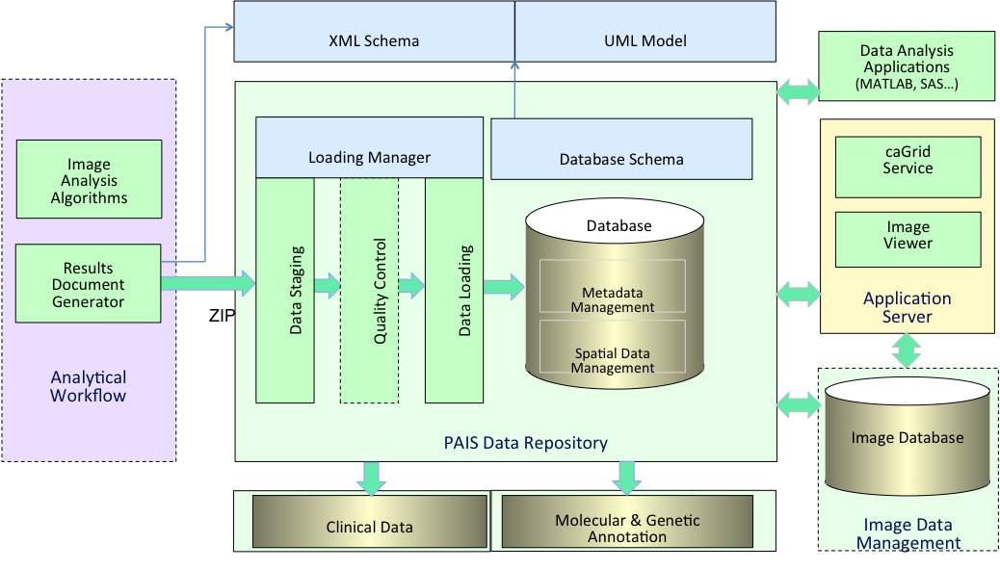 XML Schema
UML Model
Data Analysis
Applications
(MATLAB, SAS...)
Loading Manager
Database Schema
caGrid
Service
Image
Analysis
Algorithms
Image
Viewer
Database
Data Staging
Quality Control
Data Loading
Results
Document
Generator
ZIP
Metadata
Management
Spatial Data
Management
Application
Server
Analytical
Workflow
PAIS Data Repository
Image Database
Clinical Data
Molecular & Genetic
Annotation
Image Data
Management